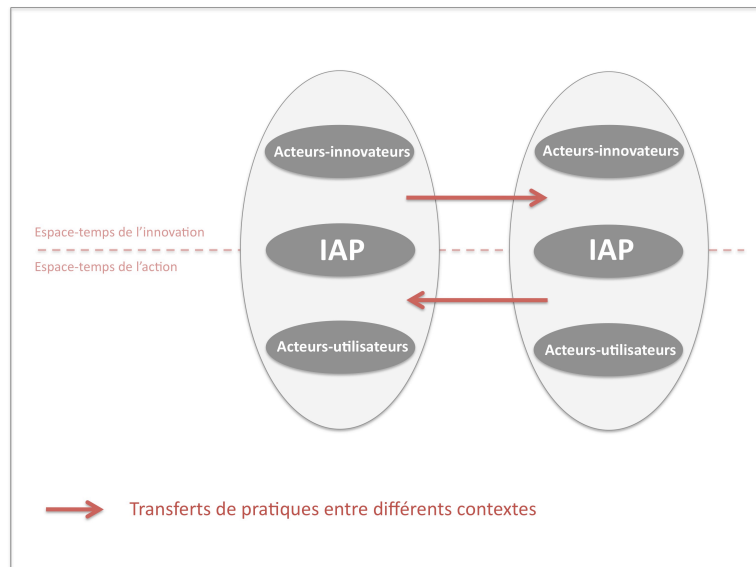 Acteurs-innovateurs
Acteurs-innovateurs
Espace-temps de l’innovation
IAP
IAP
Espace-temps de l’action
Acteurs-utilisateurs
Acteurs-utilisateurs
Transferts de pratiques entre différents contextes